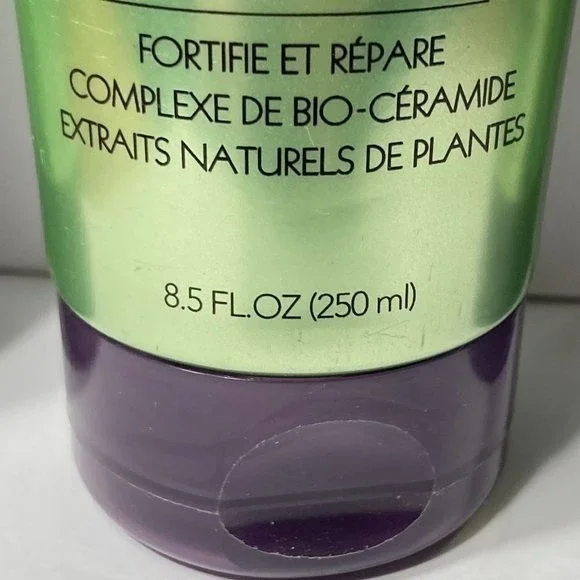 FORTIFIE ET RÉPARE
COMPLEXE DE BIO-CÉRAMIDE
EXTRAITS NATURELS DE PLANTES
8.5 FL.OZ (250 ml)